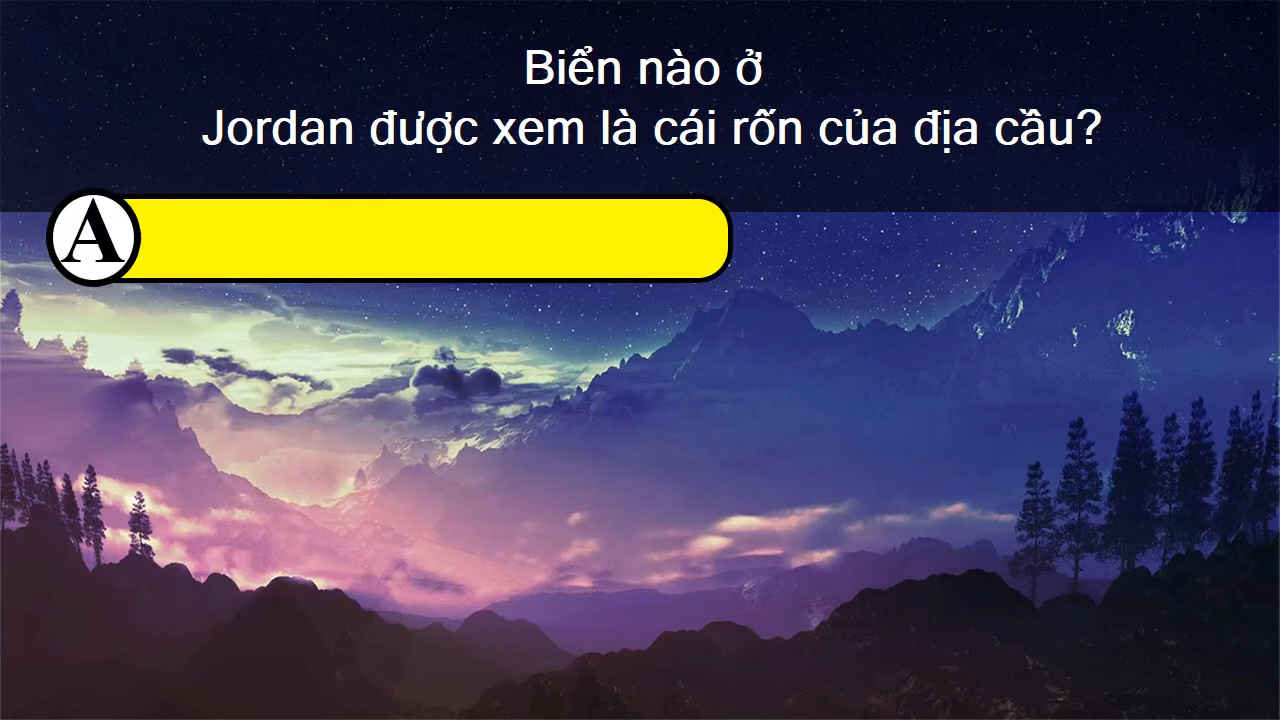 Biển nào ở
Jordan được xem là cái rốn của địa cầu?
A